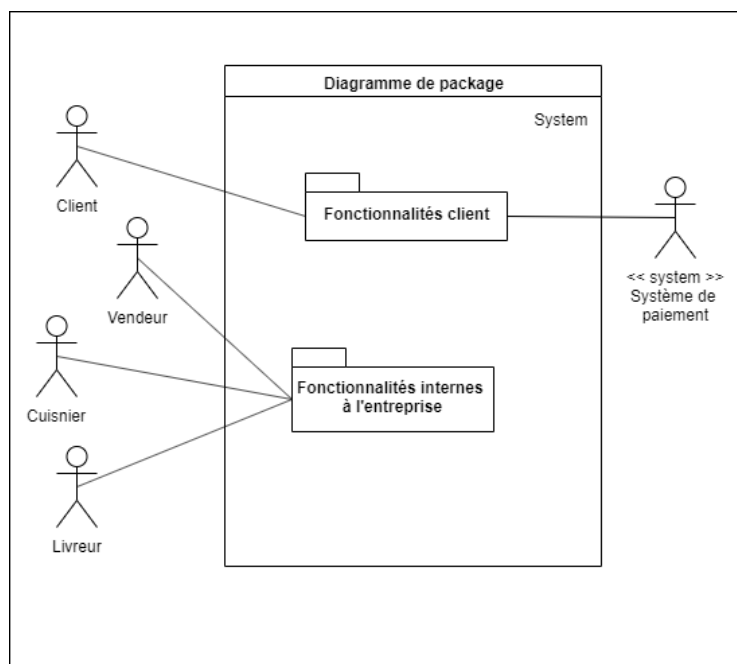 Diagramme de package
System
Client
Fonctionnalités client
<< system >>
Système de
paiement
Vendeur
Cuisnier
Fonctionnalités internes
à l'entreprise
Livreur